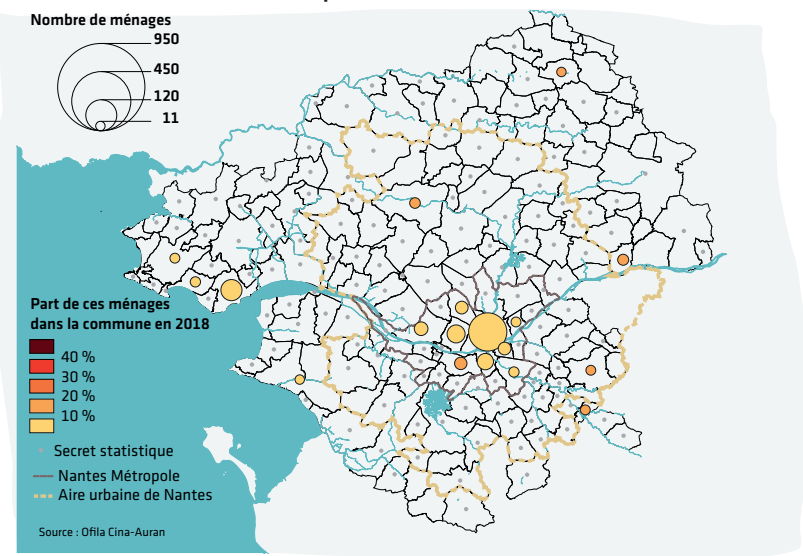 Nombre de ménages
950
450
120
11
Part de ces ménages
dans la commune en 2018
40 %
30 %
20 %
10 %
Secret statistique
Nantes Métropole
Aire urbaine de Nantes
Source : Ofila Cina-Auran